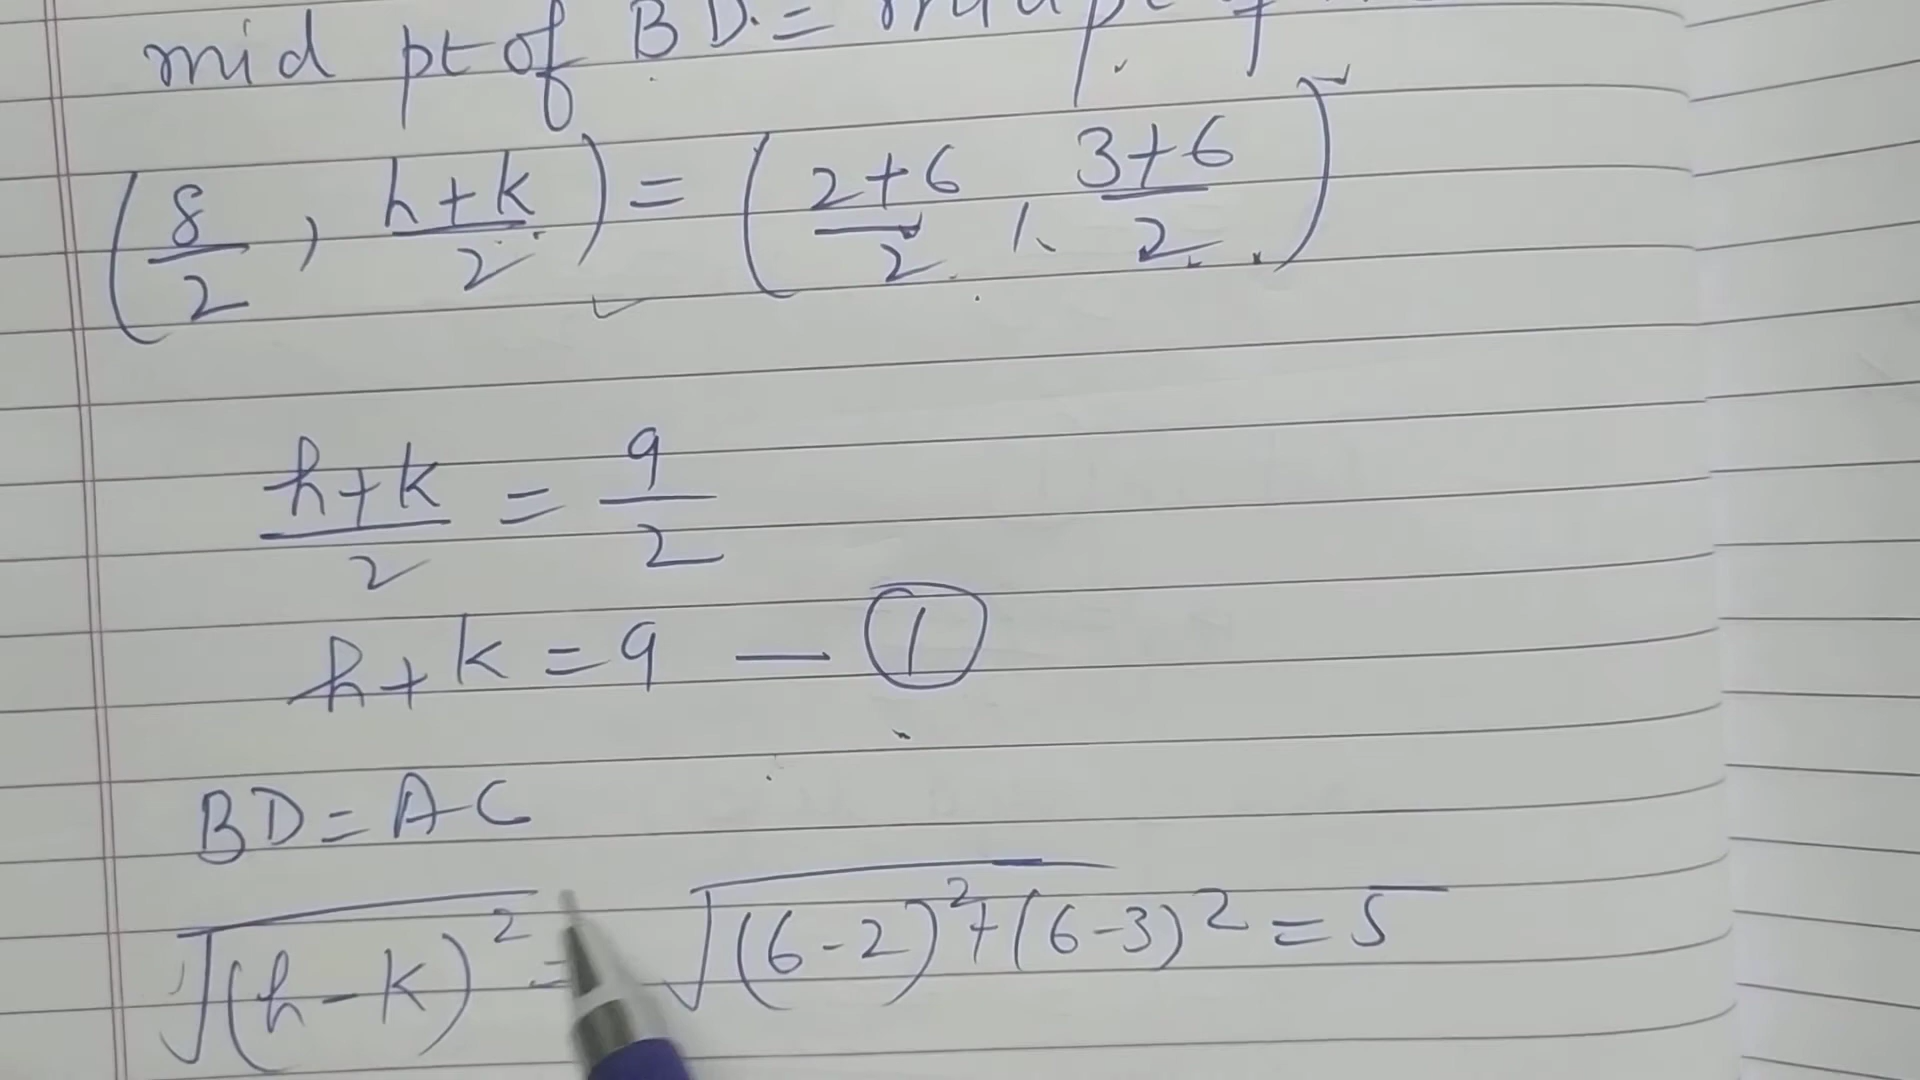 mid pt of BD = mid pt of
(8/2, h+k/2) = (2+6/2, 3+6/2)
h+k/2 = 9/2
h+k = 9 — ①
BD = AC
√(h-k)² = √(6-2)²+(6-3)² = 5